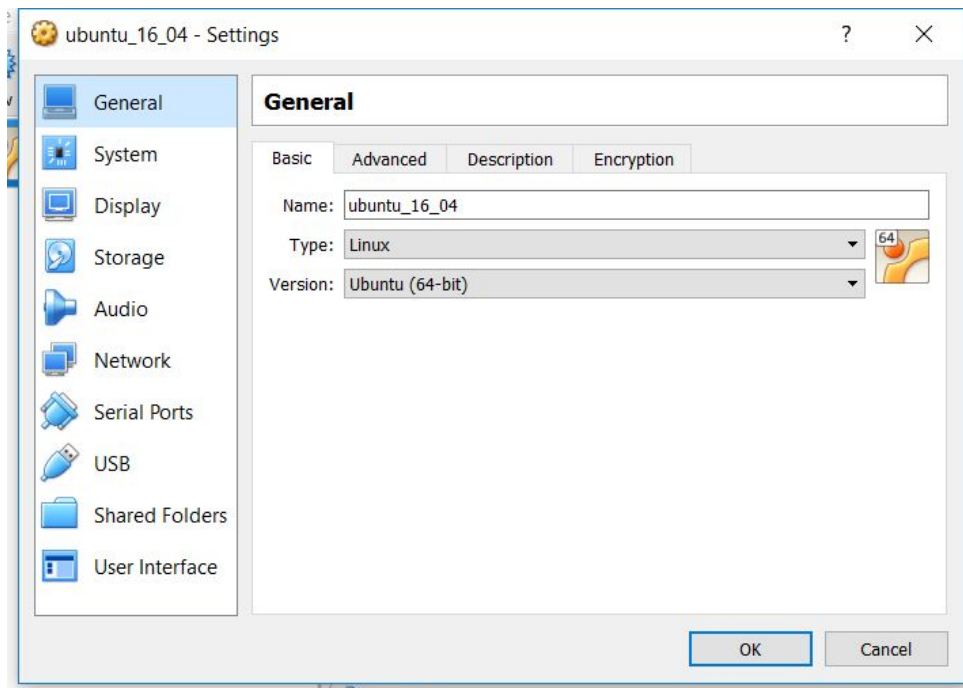 ubuntu_16_04 - Settings
?
General
System
Display
Storage
Audio
Network
Serial Ports
USB
Shared Folders
User Interface
General
Basic Advanced Description Encryption
Name: ubuntu_16_04
Type: Linux
64
Version: Ubuntu (64-bit)
OK Cancel